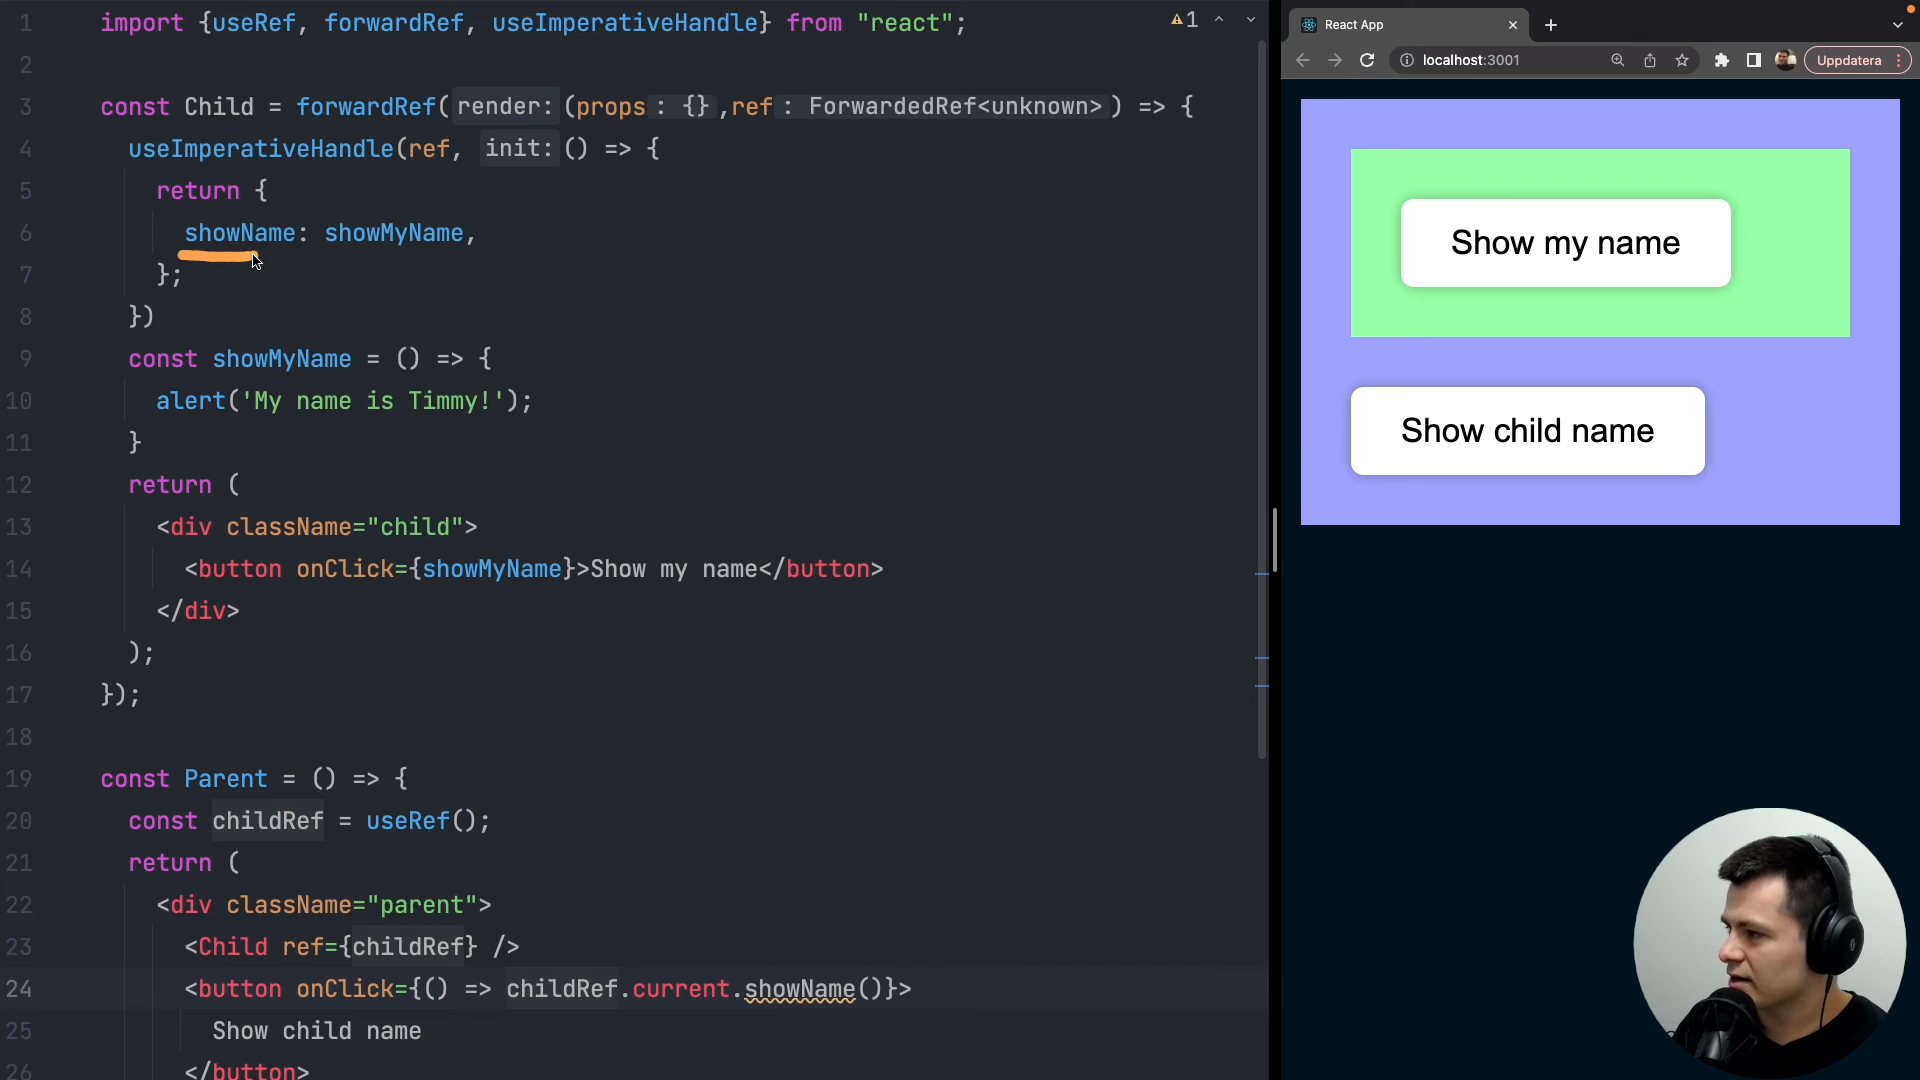 1 import {useRef, forwardRef, useImperativeHandle} from "react";
2
3 const Child = forwardRef( render: (props : {} ,ref : ForwardedRef<unknown> ) => {
4 useImperativeHandle(ref, init: () => {
5 return {
6 showName: showMyName,
7 };
8 })
9 const showMyName = () => {
10 alert('My name is Timmy!');
11 }
12 return (
13 <div className="child">
14 <button onClick={showMyName}>Show my name</button>
15 </div>
16 );
17 });
18
19 const Parent = () => {
20 const childRef = useRef();
21 return (
22 <div className="parent">
23 <Child ref={childRef} />
24 <button onClick={() => childRef.current.showName()}>
25 Show child name
26 </button>
1
React App
localhost:3001
Uppdatera
Show my name
Show child name